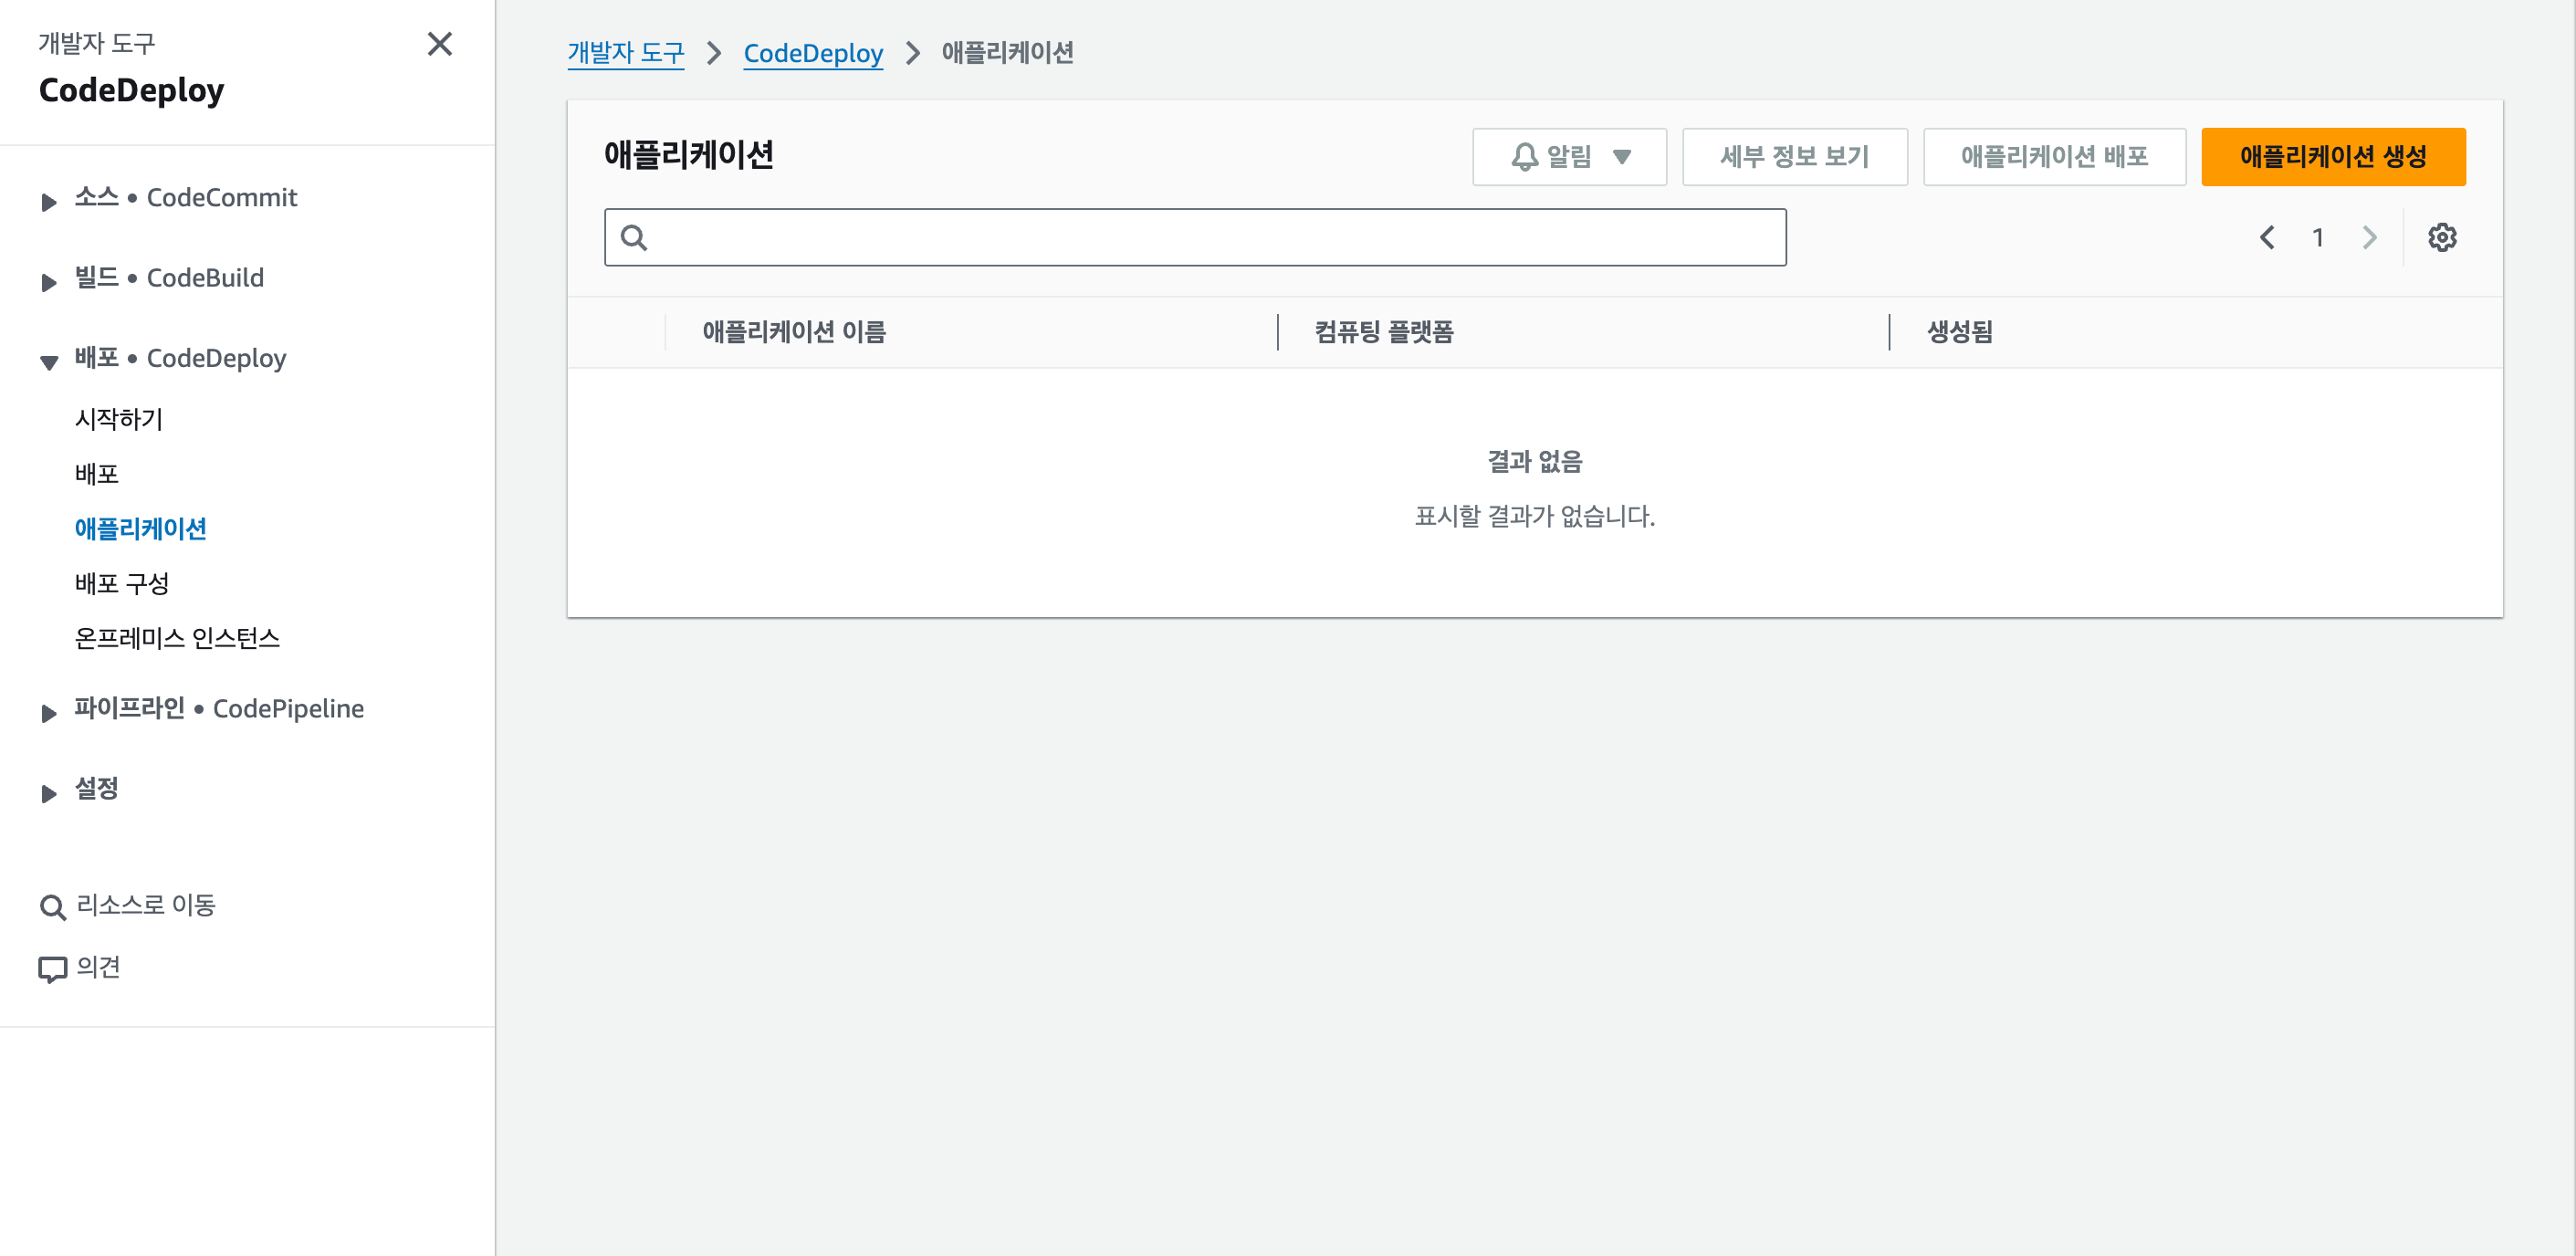 개발자 도구
CodeDeploy
소스 • CodeCommit
빌드 • CodeBuild
배포 • CodeDeploy
시작하기
배포
애플리케이션
배포 구성
온프레미스 인스턴스
파이프라인 • CodePipeline
설정
리소스로 이동
의견
개발자 도구 > CodeDeploy > 애플리케이션
애플리케이션
알림 세부 정보 보기 애플리케이션 배포 애플리케이션 생성
1
애플리케이션 이름 컴퓨팅 플랫폼 생성됨
결과 없음
표시할 결과가 없습니다.